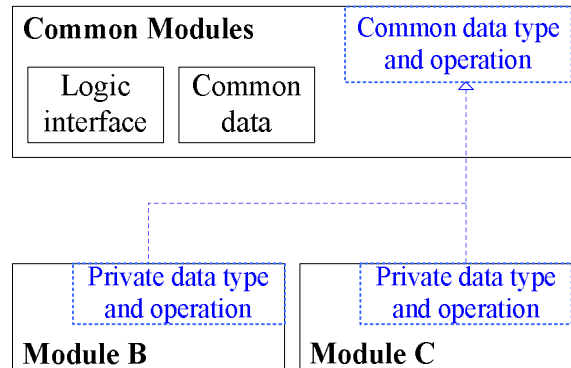 Common Modules
Common data type
and operation
Logic
interface
Common
data
Private data type
and operation
Module B
Private data type
and operation
Module C